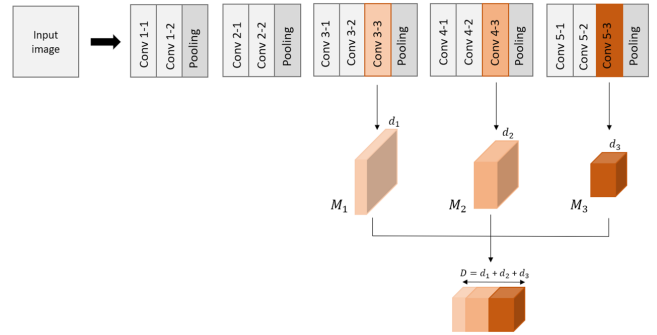 Input
image
Conv 1-1
Conv 1-2
Pooling
Conv 2-1
Conv 2-2
Pooling
Conv 3-1
Conv 3-2
Conv 3-3
Pooling
Conv 4-1
Conv 4-2
Conv 4-3
Pooling
Conv 5-1
Conv 5-2
Conv 5-3
Pooling
d₁
d₂
d₃
M₁
M₂
M₃
D = d₁ + d₂ + d₃